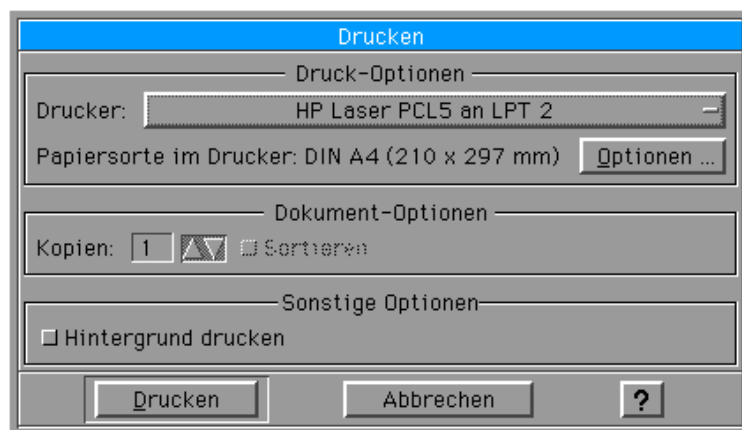 Drucken
Druck-Optionen
Drucker: HP Laser PCL5 an LPT 2
Papiersorte im Drucker: DIN A4 (210 x 297 mm) Optionen ...
Dokument-Optionen
Kopien: 1 Sortieren
Sonstige Optionen
Hintergrund drucken
Drucken Abbrechen ?